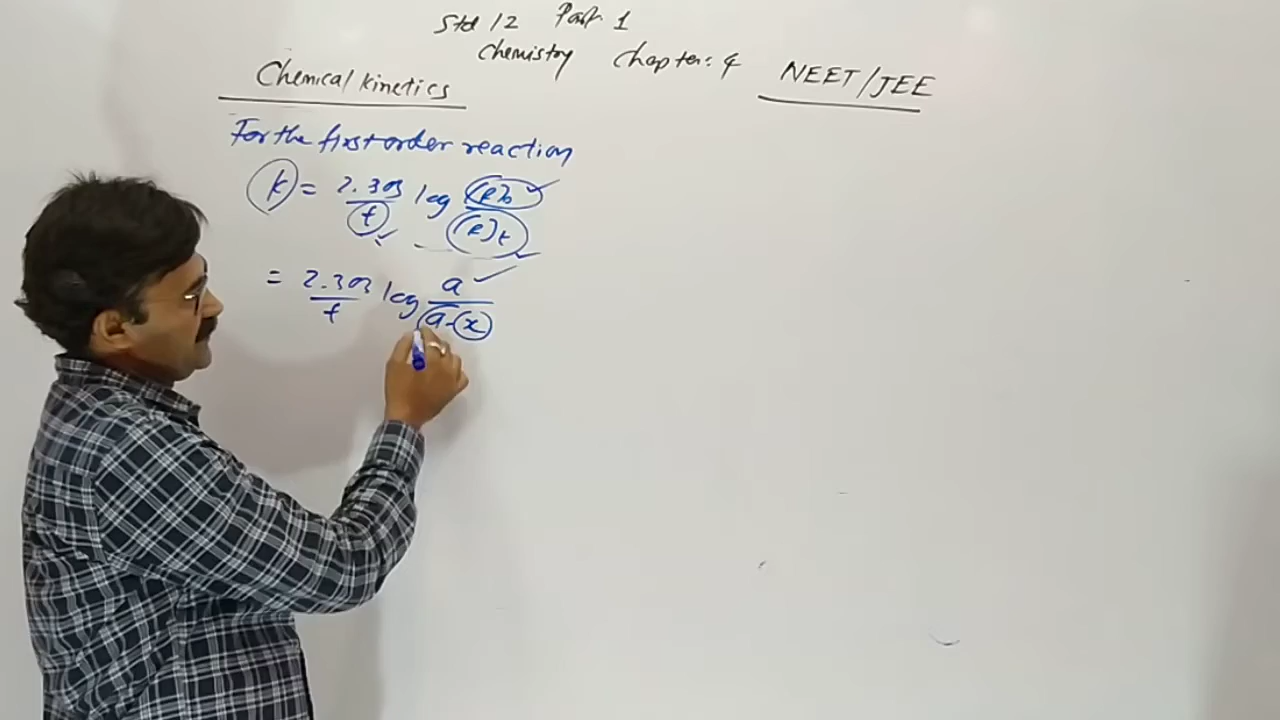 Std 12 Part 1
Chemistry Chapter: 4 NEET/JEE
Chemical kinetics
For the first order reaction
k = 2.303/t log [R]0/[R]t
= 2.303/t log a/a-x